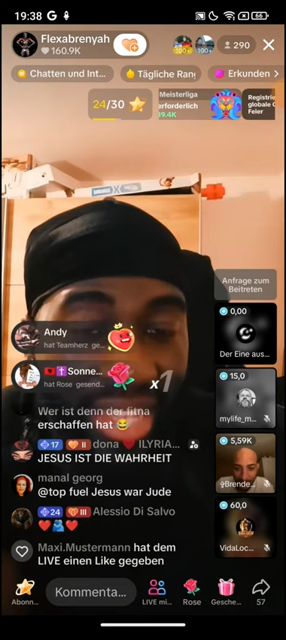 19:38
66
Flexabrenyah
160.9K
100+
100+
290
Chatten und Int...
Tägliche Ran
Erkunden >
24/30
Meisterliga
erforderlich
Registrie
globale
Feier
Anfrage zum
Beitreten
0,00
Der Eine aus...
15,0
mylife_m...
5,59K
Brende...
60,0
VidaLoc...
Andy
hat Teamherz ge...
Sonne...
hat Rose gesend...
x1
Wer ist denn der fitna
erschaffen hat 😂
17 II dona ❤️ ILYRIA...
JESUS IST DIE WAHRHEIT
manal georg
@top fuel Jesus war Jude
24 III Alessio Di Salvo
Maxi.Mustermann hat dem
LIVE einen Like gegeben
Abonn...
Kommenta...
LIVE mi...
Rose
Gesche...
57